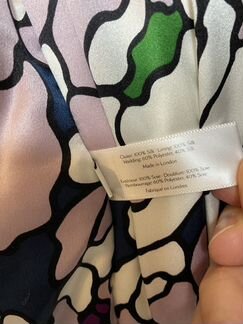 Outer: 100% Silk - Lining: 100% Silk
Wadding: 60% Polyester, 40% Silk
Made in London
Extérieur: 100% Soie - Doublure: 100% Soie
Rembourrage: 60% Polyester, 40% Soie
Fabriqué au Londres